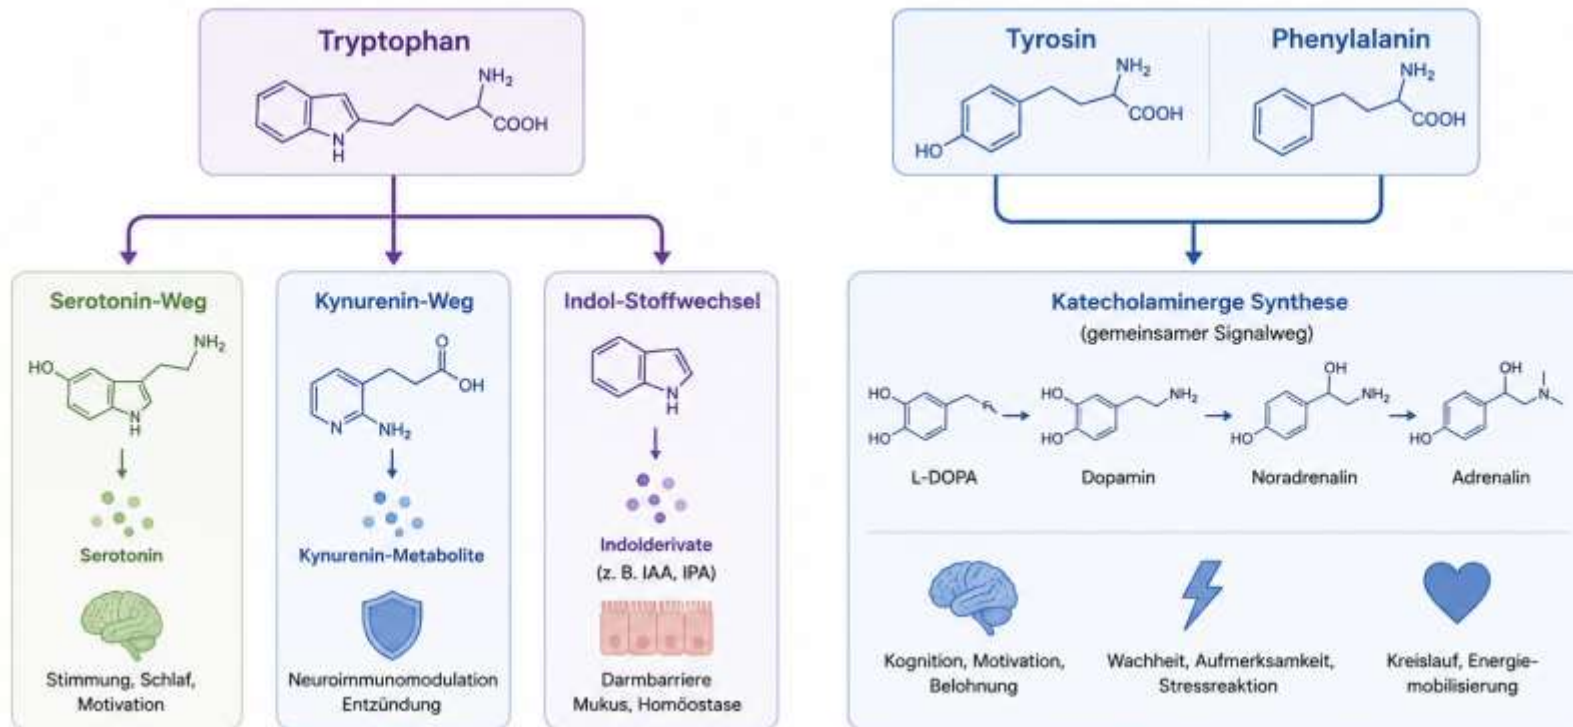 Tryptophan
NH₂
COOH
N
H
Tyrosin
NH₂
COOH
HO
Phenylalanin
NH₂
COOH
Serotonin-Weg
NH₂
HO
N
H
Serotonin
Stimmung, Schlaf,
Motivation
Kynurenin-Weg
O
OH
N
NH₂
Kynurenin-Metabolite
Neuroimmunomodulation
Entzündung
Indol-Stoffwechsel
N
H
Indolderivate
(z. B. IAA, IPA)
Darmbarriere
Mukus, Homöostase
Katecholaminerge Synthese
(gemeinsamer Signalweg)
HO
HO
L-DOPA
HO
NH₂
HO
Dopamin
OH
NH₂
HO
Noradrenalin
OH
N
HO
Adrenalin
Kognition, Motivation,
Belohnung
Wachheit, Aufmerksamkeit,
Stressreaktion
Kreislauf, Energie-
mobilisierung